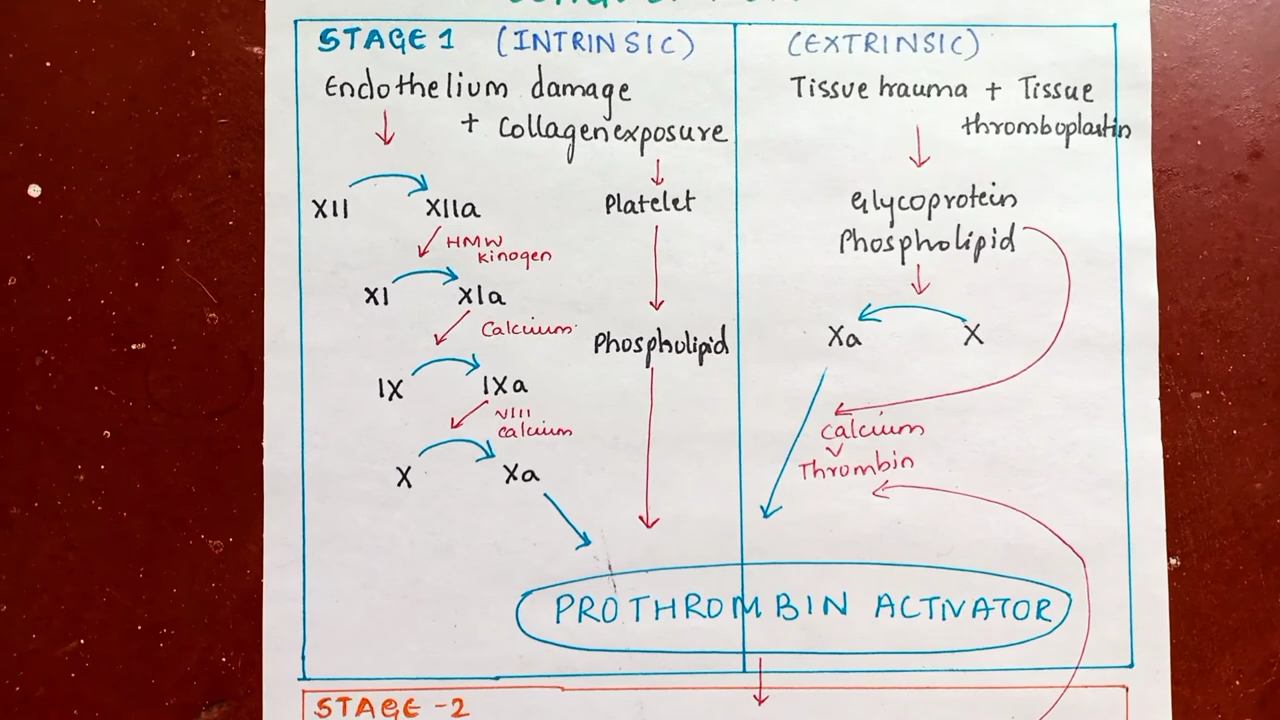 STAGE 1 (INTRINSIC)
Endothelium damage
+ Collagen exposure
XII XIIa
HMW
kinogen
XI XIa
Calcium
IX IXa
VIII
calcium
X Xa
Platelet
Phospholipid
(EXTRINSIC)
Tissue trauma + Tissue
thromboplastin
Glycoprotein
Phospholipid
Xa X
Calcium
V
Thrombin
PROTHROMBIN ACTIVATOR
STAGE -2